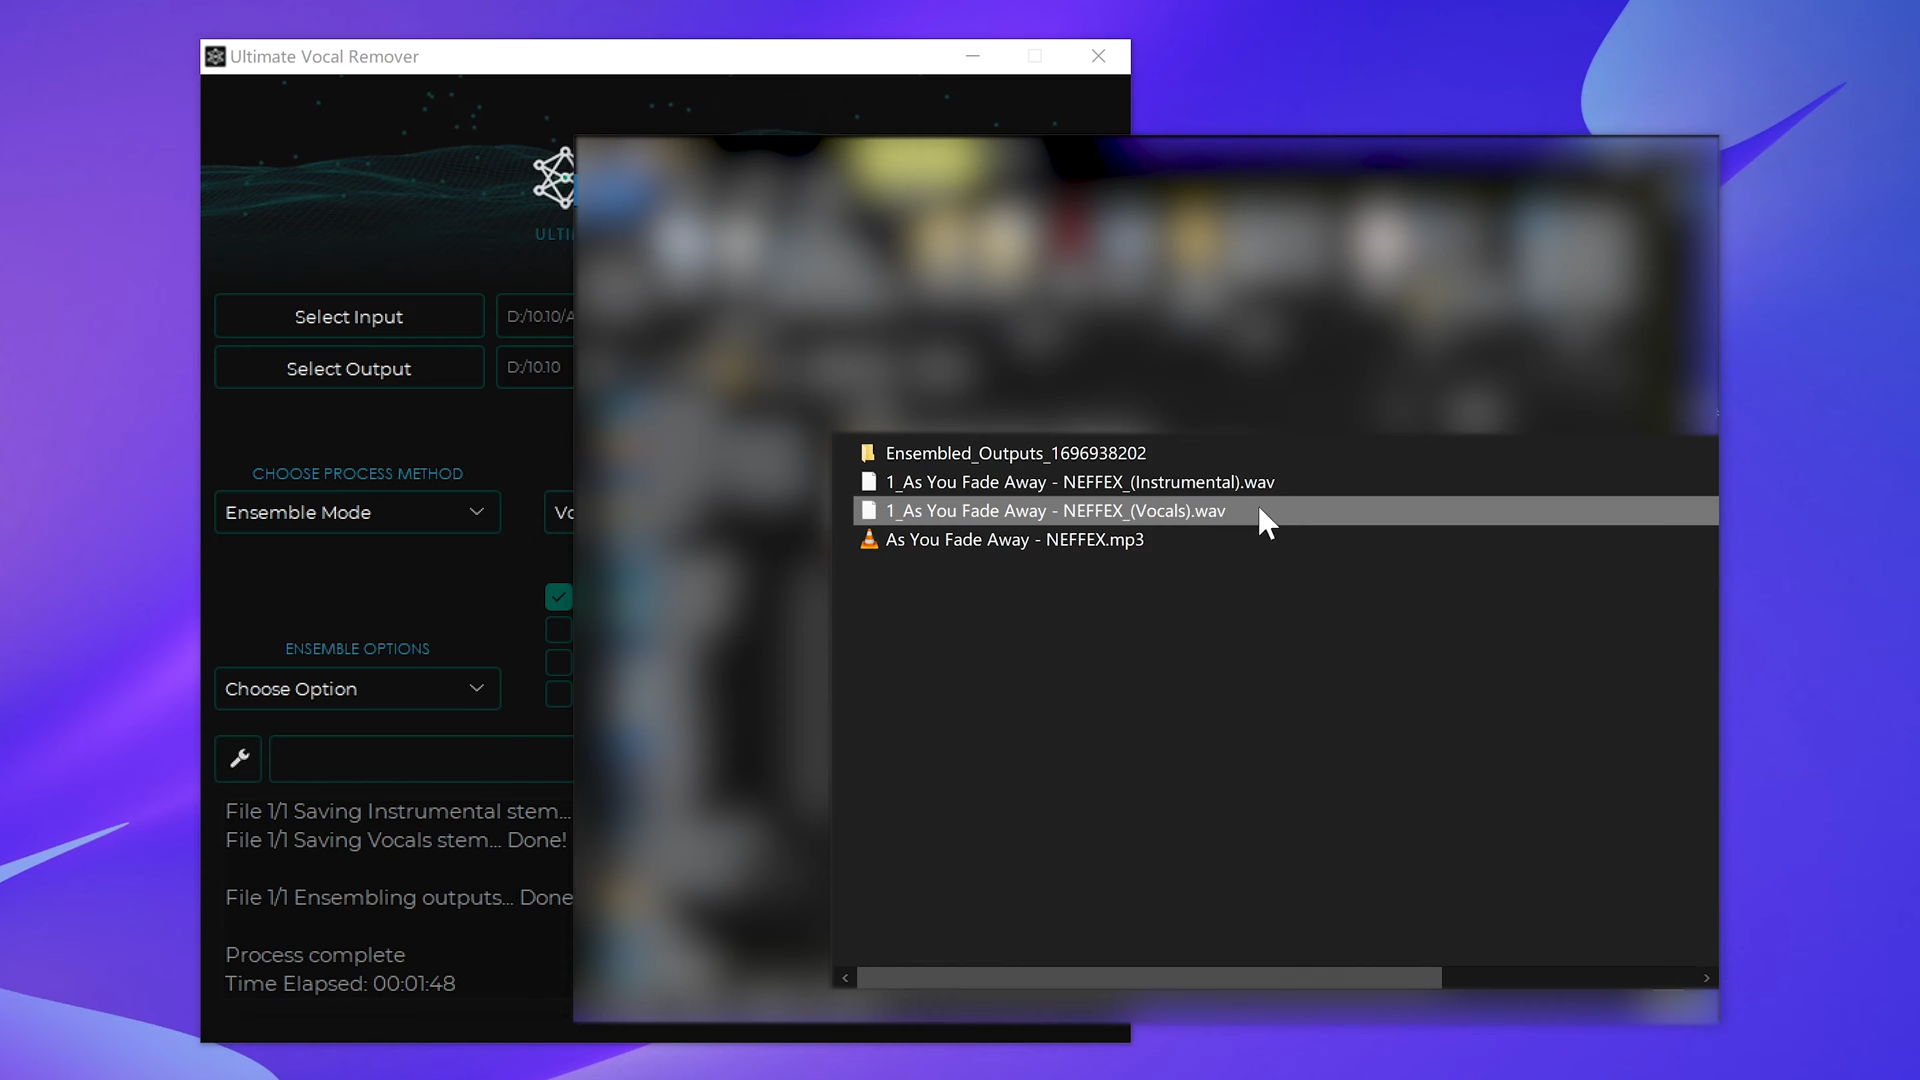 Ultimate Vocal Remover
ULTI
Select Input
D:/10.10/A
Select Output
D:/10.10
CHOOSE PROCESS METHOD
Ensemble Mode
Vo
ENSEMBLE OPTIONS
Choose Option
File 1/1 Saving Instrumental stem...
File 1/1 Saving Vocals stem... Done!
File 1/1 Ensembling outputs... Done
Process complete
Time Elapsed: 00:01:48
Ensembled_Outputs_1696938202
1_As You Fade Away - NEFFEX_(Instrumental).wav
1_As You Fade Away - NEFFEX_(Vocals).wav
As You Fade Away - NEFFEX.mp3